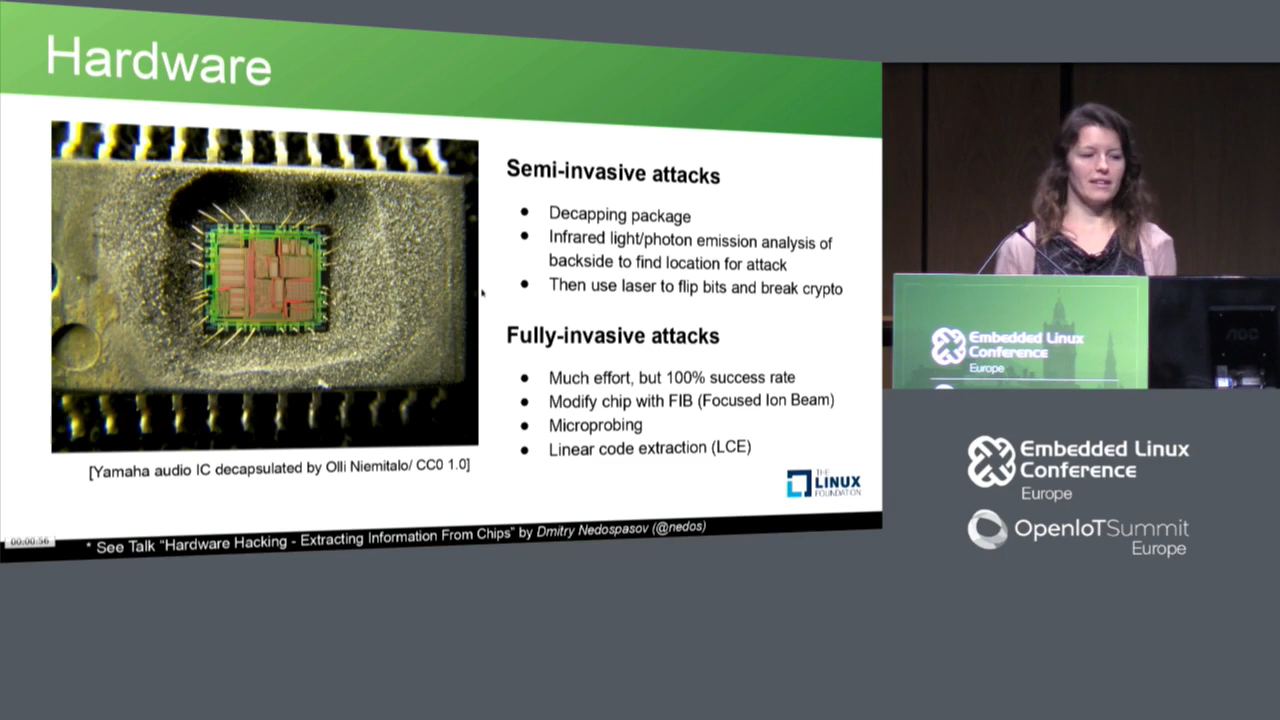 Hardware
Semi-invasive attacks
● Decapping package
● Infrared light/photon emission analysis of
backside to find location for attack
● Then use laser to flip bits and break crypto
Fully-invasive attacks
● Much effort, but 100% success rate
● Modify chip with FIB (Focused Ion Beam)
● Microprobing
● Linear code extraction (LCE)
[Yamaha audio IC decapsulated by Olli Niemitalo/ CC0 1.0]
THE
LINUX
FOUNDATION
00:00:56
* See Talk "Hardware Hacking - Extracting Information From Chips" by Dmitry Nedospasov (@nedos)
Embedded Linux
Conference
Europe
AOC
Embedded Linux
Conference
Europe
OpenIoTSummit
Europe